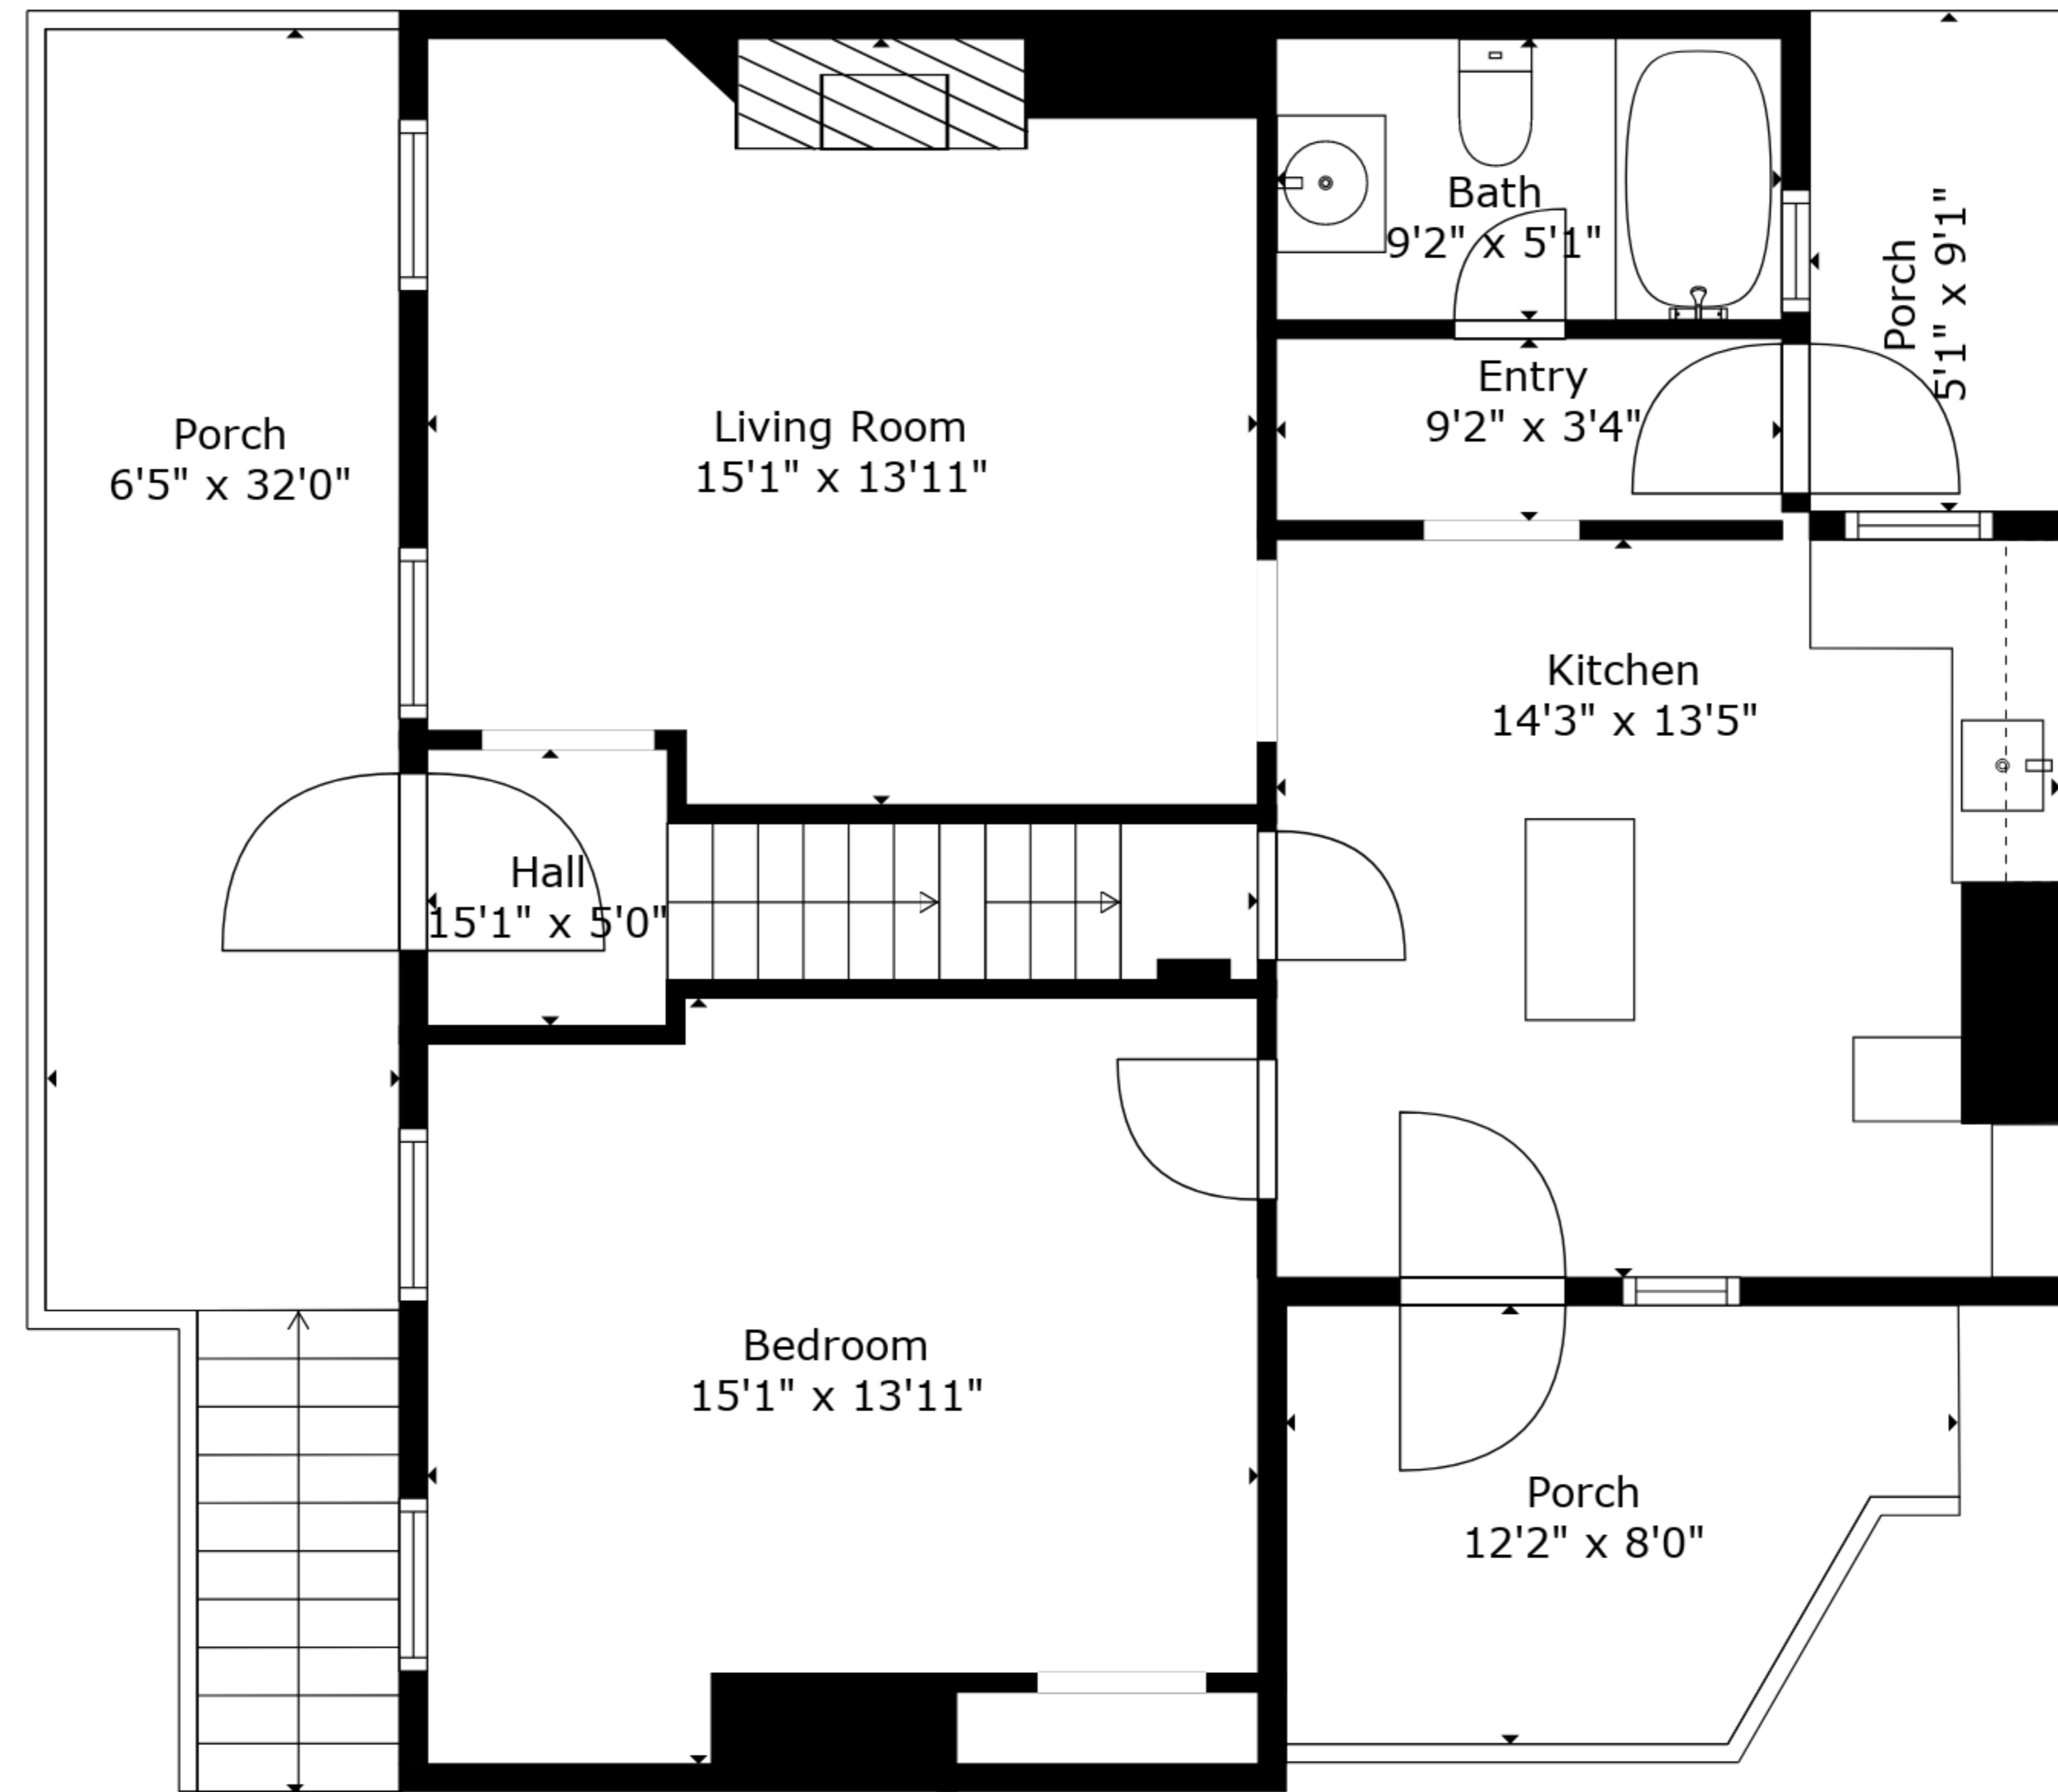 Bath
9'2" x 5'1"
Porch
5'1" x 9'1"
Entry
9'2" x 3'4"
Porch
6'5" x 32'0"
Living Room
15'1" x 13'11"
Kitchen
14'3" x 13'5"
Hall
15'1" x 5'0"
Bedroom
15'1" x 13'11"
Porch
12'2" x 8'0"